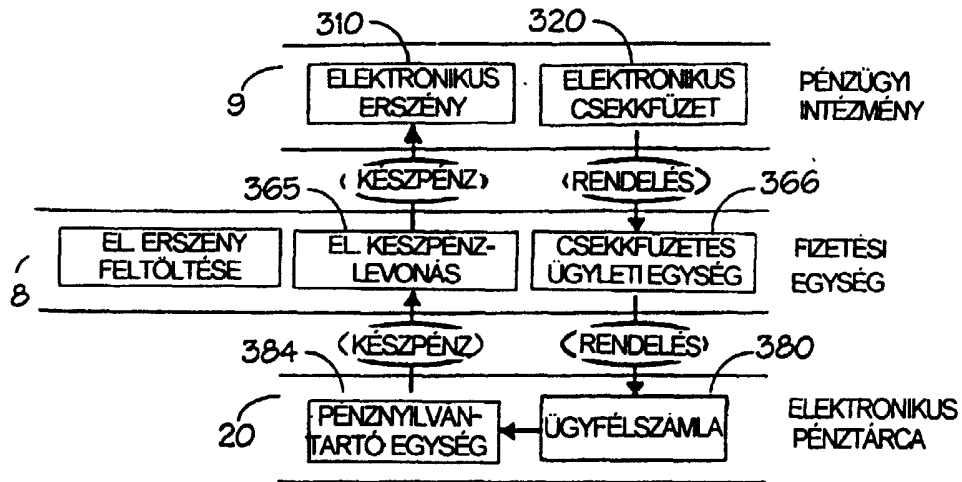 310
320
9
ELEKTRONIKUS
ERSZÉNY
ELEKTRONIKUS
CSEKKFÜZET
PÉNZÜGYI
INTÉZMÉNY
365
(KÉSZPÉNZ)
(RENDELÉS)
366
8
EL. ERSZÉNY
FELTÖLTÉSE
EL. KÉSZPÉNZ-
LEVONÁS
CSEKKFÜZETES
ÜGYLETI EGYSÉG
FIZETÉSI
EGYSÉG
384
(KÉSZPÉNZ)
(RENDELÉS)
380
20
PÉNZNYILVÁN-
TARTÓ EGYSÉG
ÜGYFÉLSZÁMLA
ELEKTRONIKUS
PÉNZTÁRCA